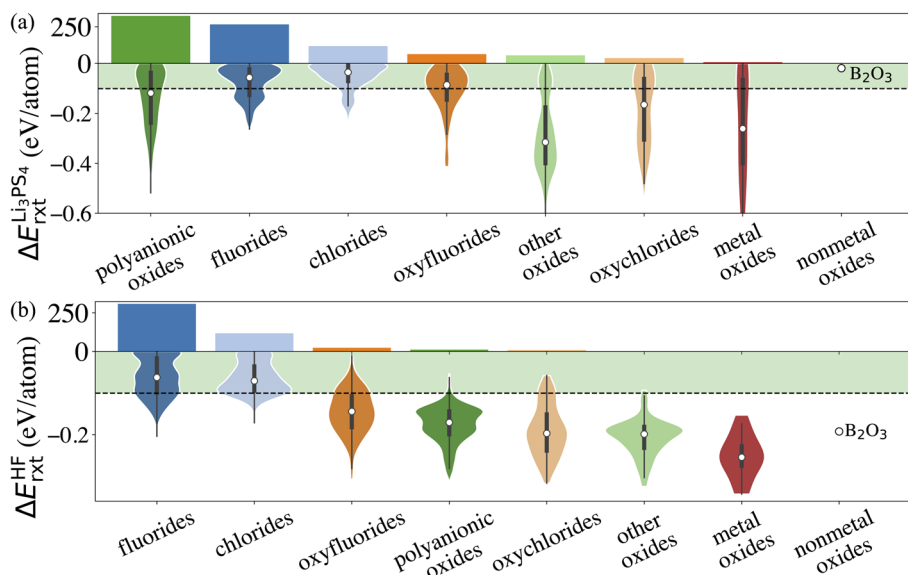 (a)
250
0
−0.2
−0.4
−0.6
ΔE_rxt^Li₃PS₄ (eV/atom)
B₂O₃
polyanionic
oxides
fluorides
chlorides
oxyfluorides
other
oxides
oxychlorides
metal
oxides
nonmetal
oxides
(b)
250
0
−0.2
ΔE_rxt^HF (eV/atom)
B₂O₃
fluorides
chlorides
oxyfluorides
polyanionic
oxides
oxychlorides
other
oxides
metal
oxides
nonmetal
oxides